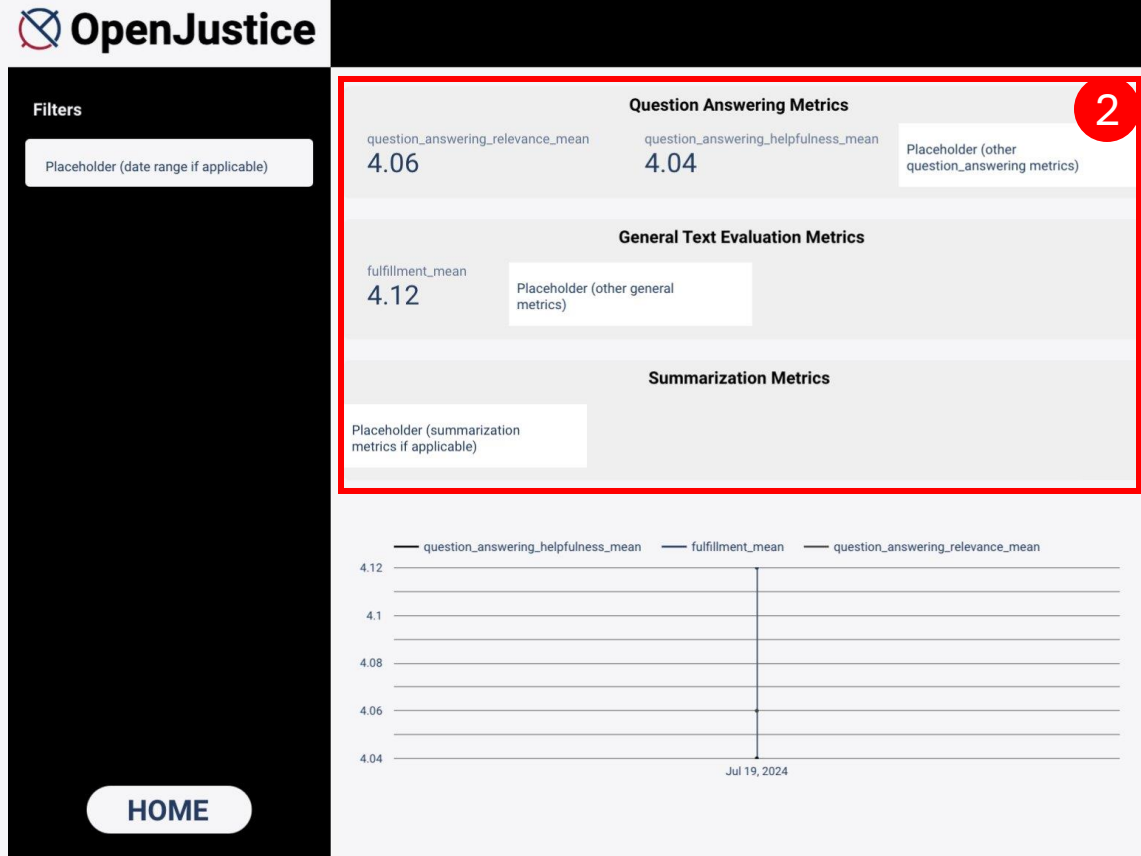 OpenJustice
Filters
Placeholder (date range if applicable)
HOME
2
Question Answering Metrics
question_answering_relevance_mean
4.06
question_answering_helpfulness_mean
4.04
Placeholder (other
question_answering metrics)
General Text Evaluation Metrics
fulfillment_mean
4.12
Placeholder (other general
metrics)
Summarization Metrics
Placeholder (summarization
metrics if applicable)
question_answering_helpfulness_mean
fulfillment_mean
question_answering_relevance_mean
4.12
4.1
4.08
4.06
4.04
Jul 19, 2024